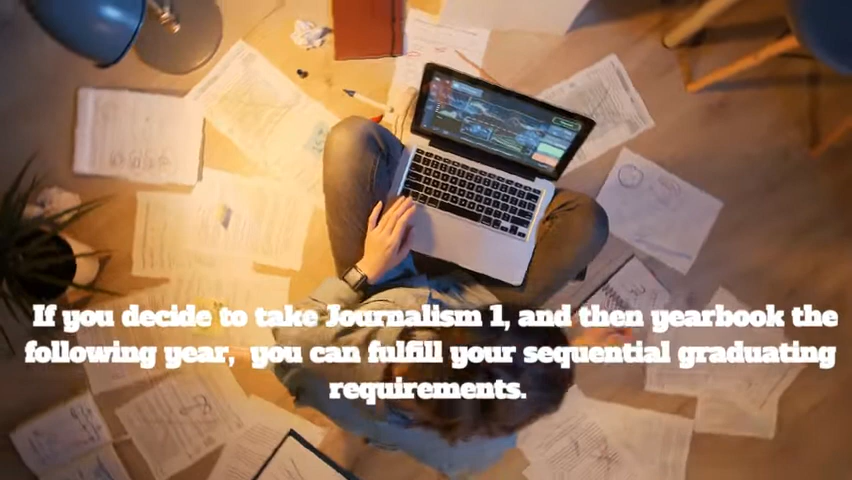 If you decide to take Journalism 1, and then yearbook the
following year, you can fulfill your sequential graduating
requirements.